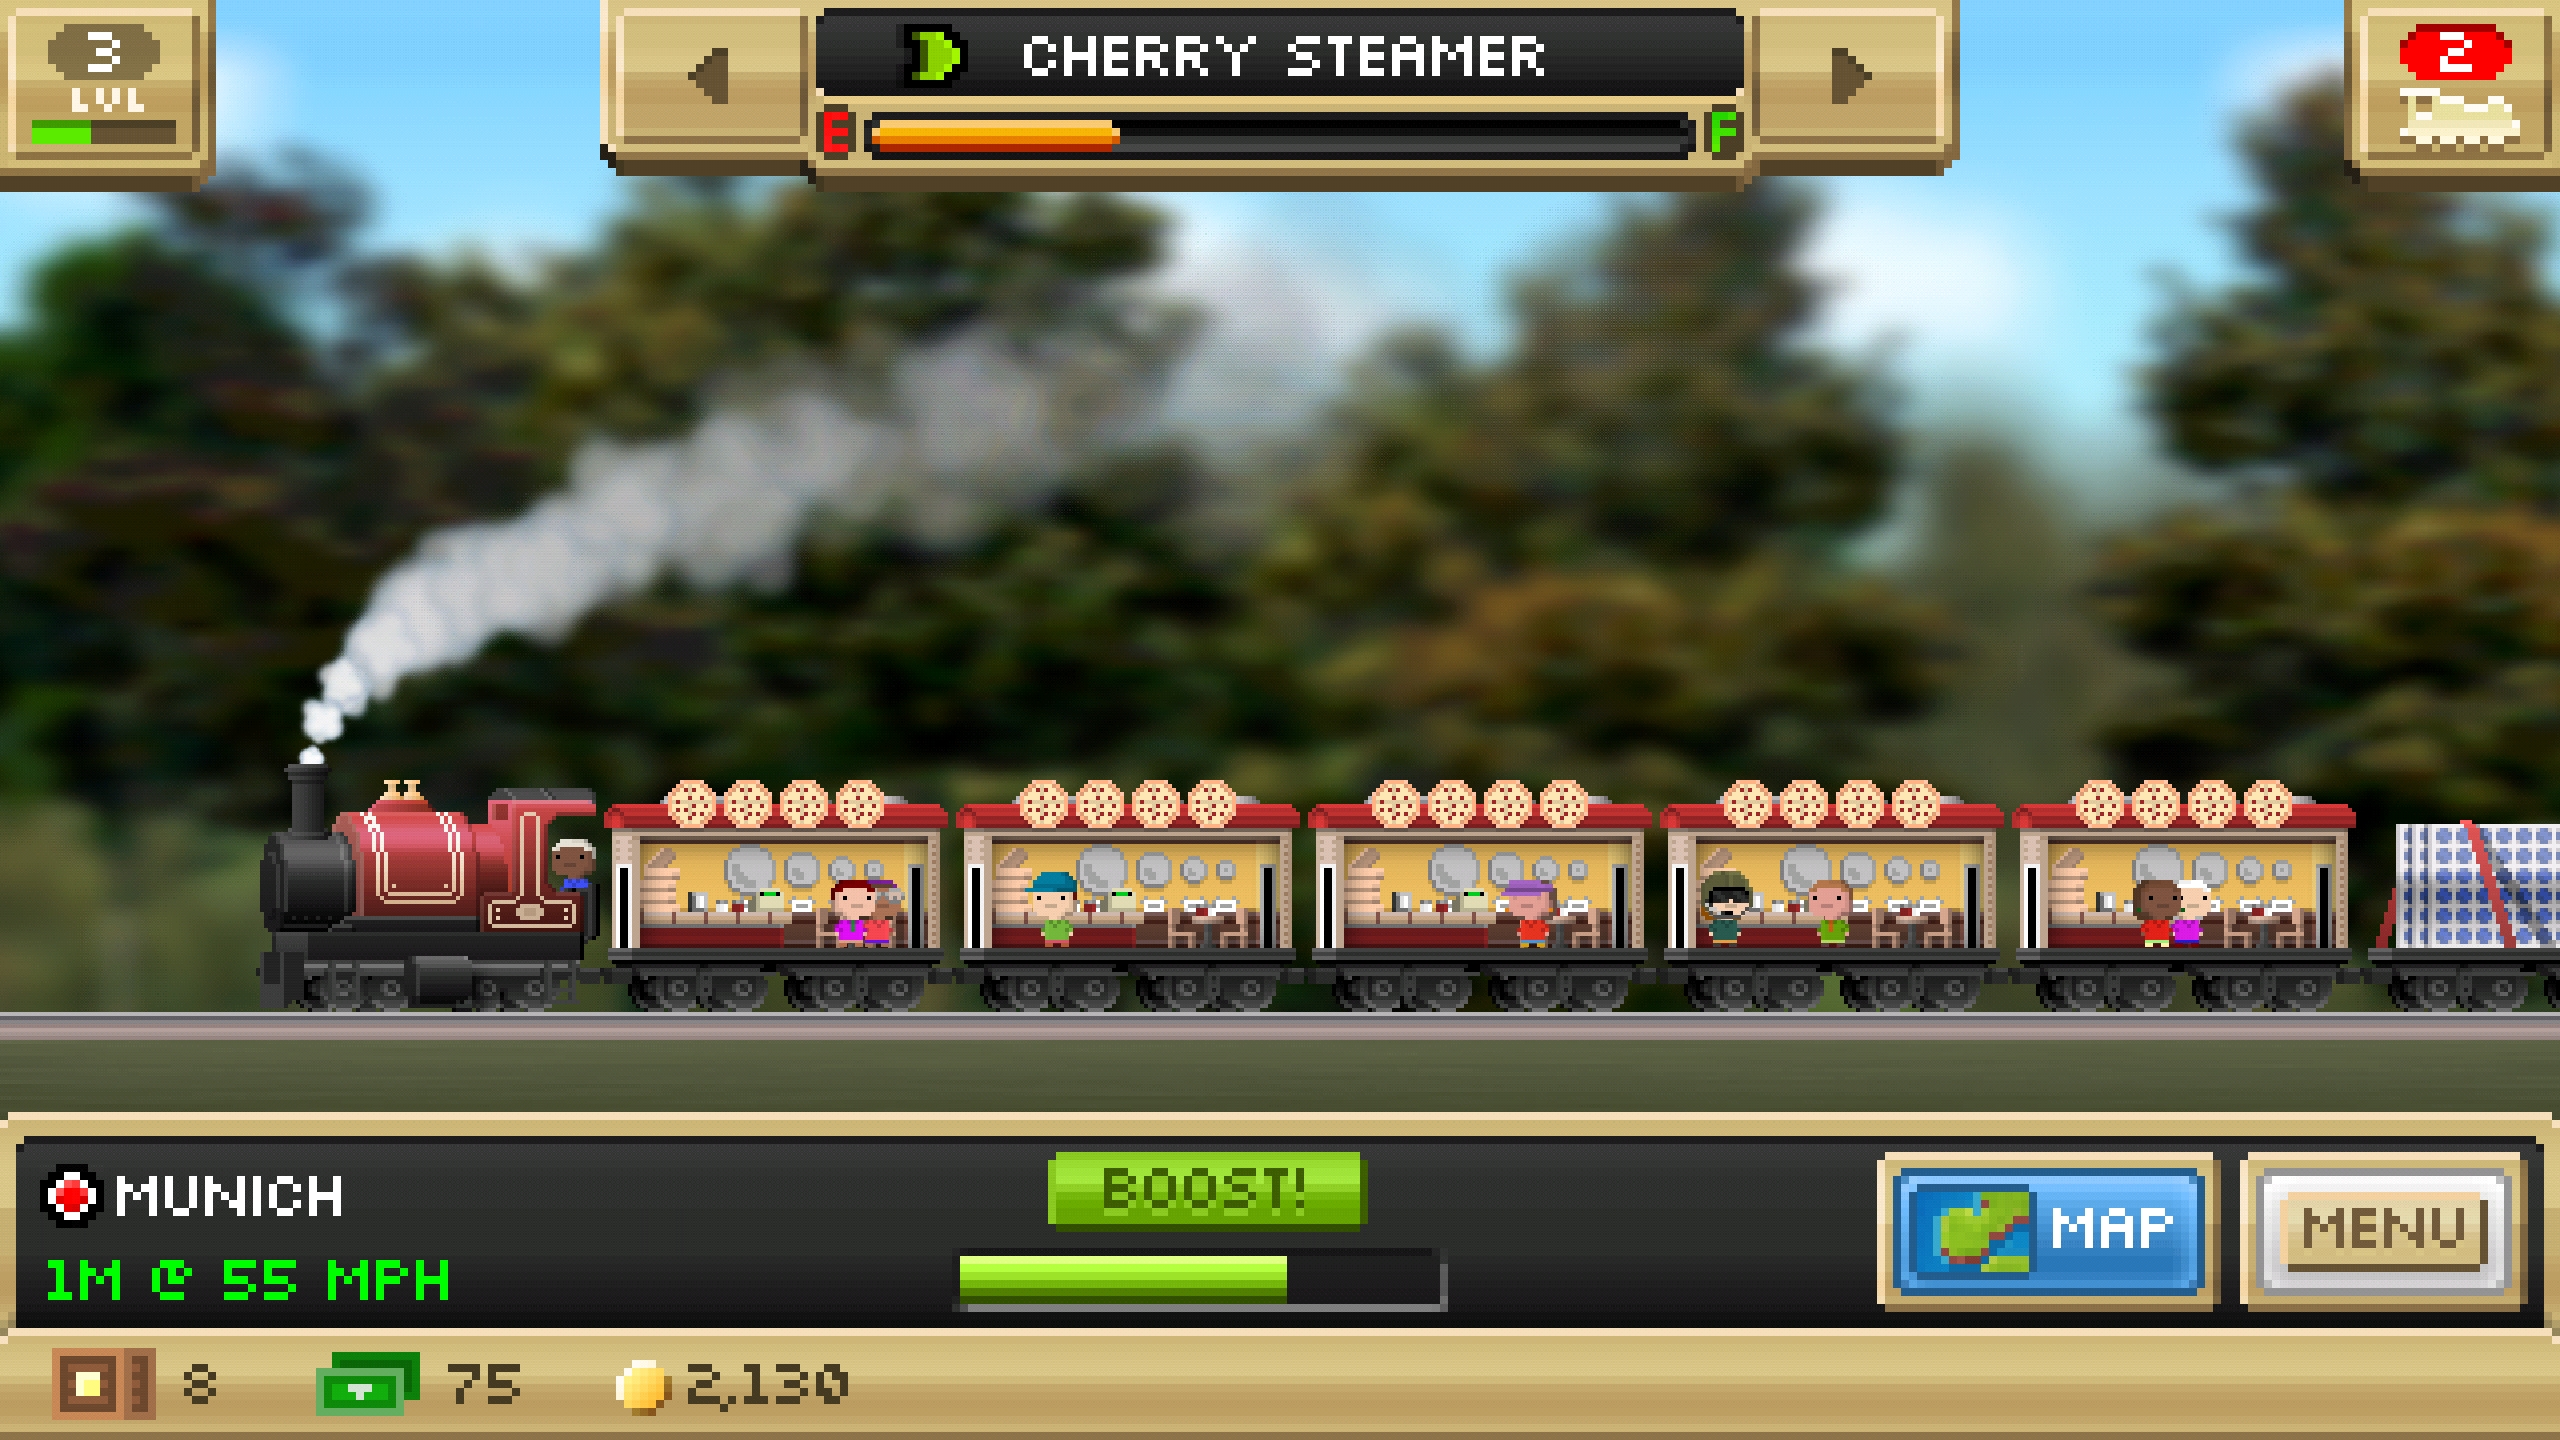 3
LVL
CHERRY STEAMER
E F
2
MUNICH
1M @ 55 MPH
BOOST!
MAP
MENU
8 75 2,130